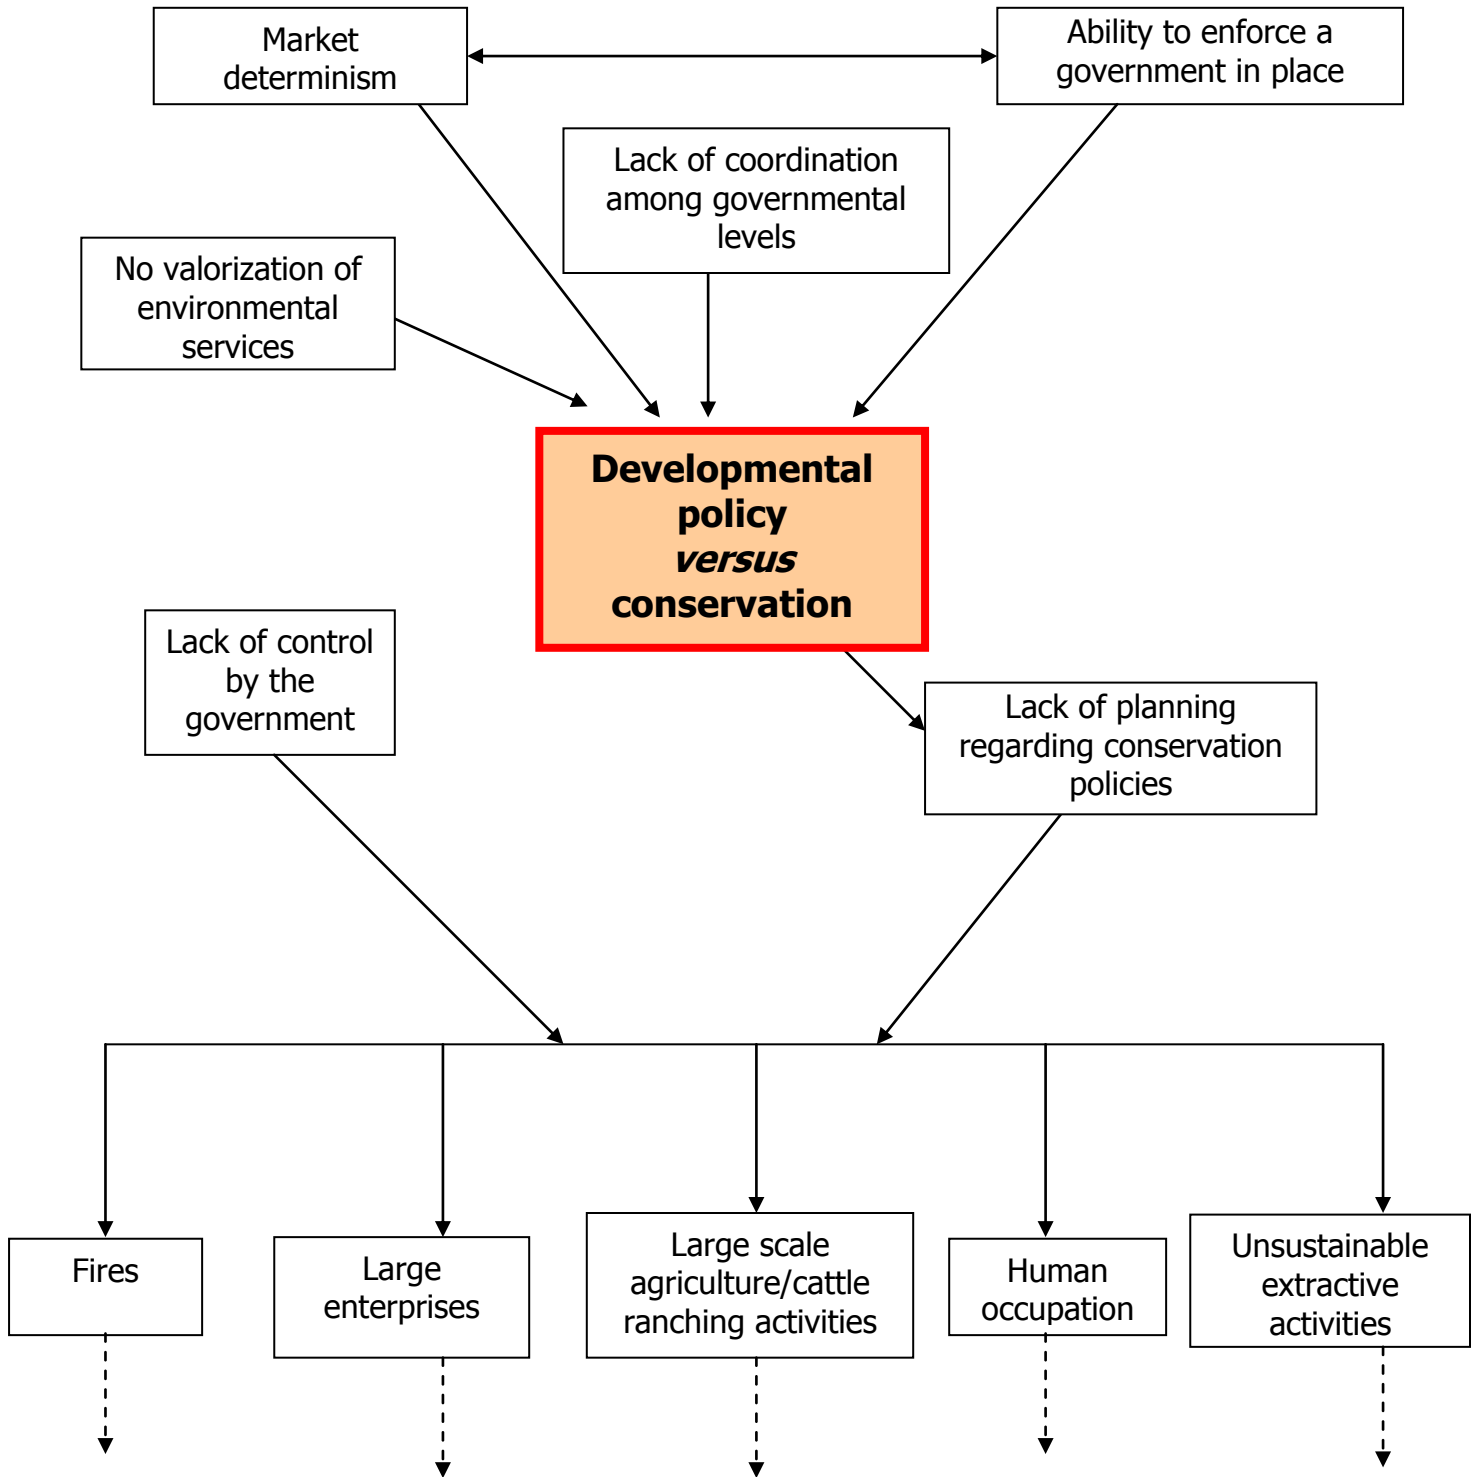 Market
determinism
Ability to enforce a
government in place
Lack of coordination
among governmental
levels
No valorization of
environmental
services
Developmental
policy
versus
conservation
Lack of control
by the
government
Lack of planning
regarding conservation
policies
Fires
Large
enterprises
Large scale
agriculture/cattle
ranching activities
Human
occupation
Unsustainable
extractive
activities